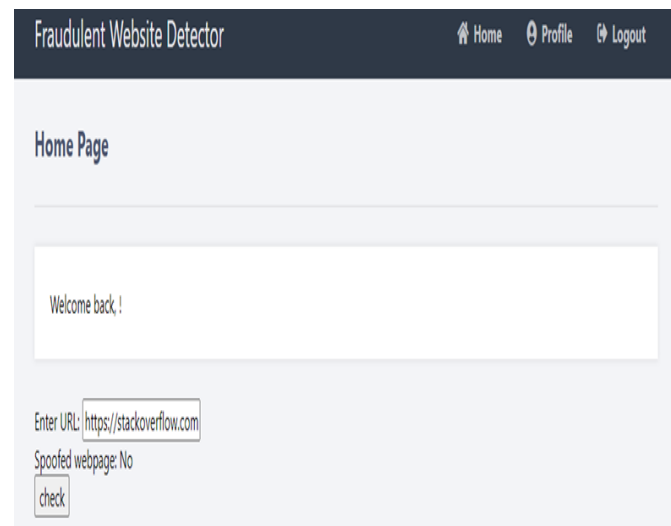 Fraudulent Website Detector Home Profile Logout
Home Page
Welcome back, !
Enter URL: https://stackoverflow.com
Spoofed webpage: No
check